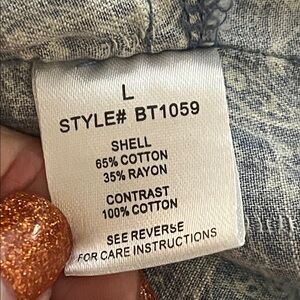 L
STYLE# BT1059
SHELL
65% COTTON
35% RAYON
CONTRAST
100% COTTON
SEE REVERSE
FOR CARE INSTRUCTIONS